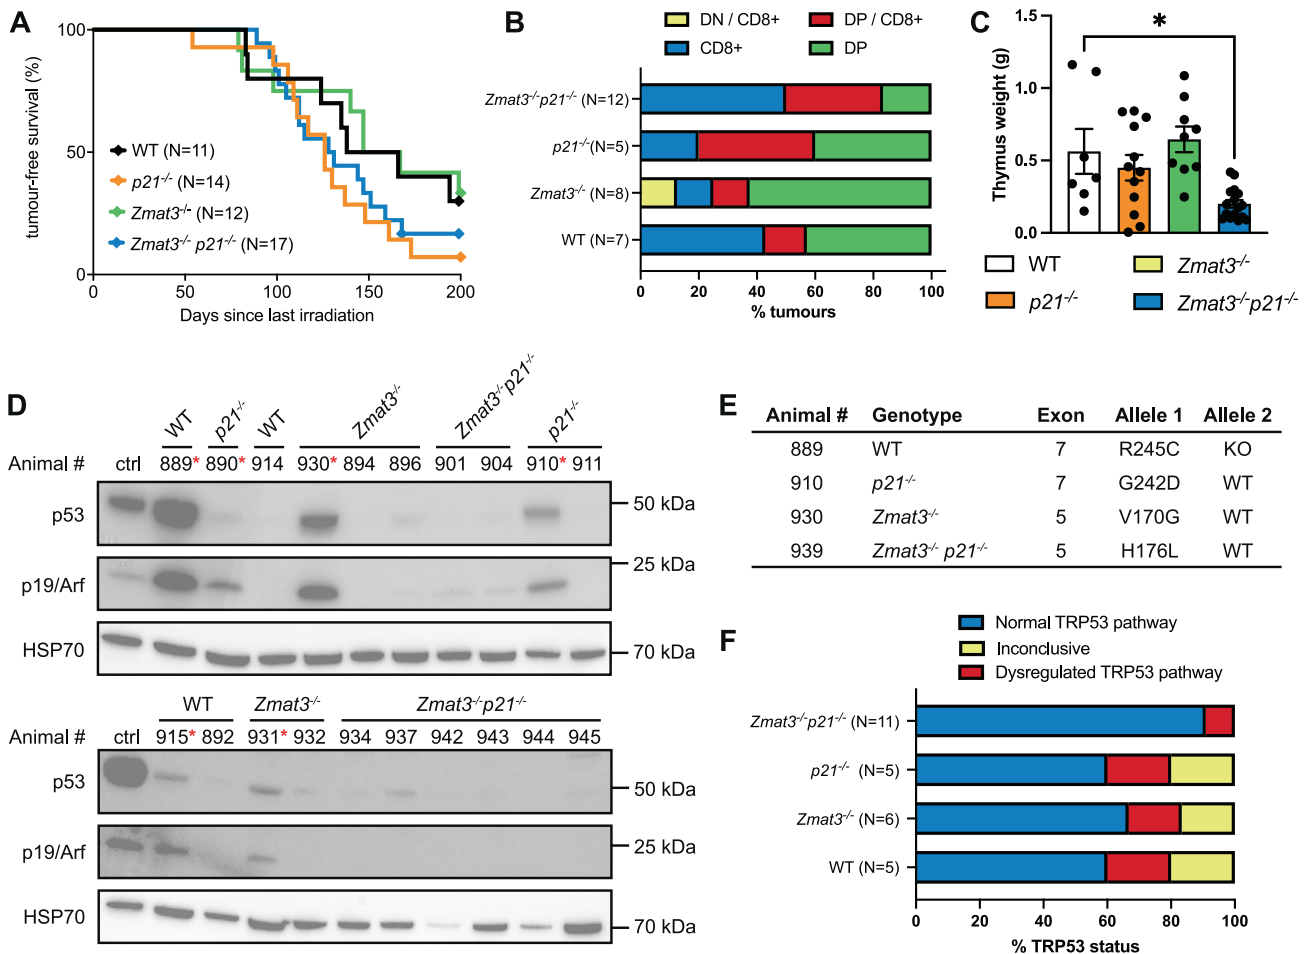 A
100
50
0
tumour-free survival (%)
WT (N=11)
p21-/- (N=14)
Zmat3-/- (N=12)
Zmat3-/- p21-/- (N=17)
0 50 100 150 200
Days since last irradiation
B
DN / CD8+ DP / CD8+
CD8+ DP
Zmat3-/-p21-/- (N=12)
p21-/-(N=5)
Zmat3-/- (N=8)
WT (N=7)
0 20 40 60 80 100
% tumours
C
*
1.5
1.0
0.5
0.0
Thymus weight (g)
WT Zmat3-/-
p21-/- Zmat3-/-p21-/-
D
WT p21-/- WT Zmat3-/- Zmat3-/-p21-/- p21-/-
Animal # ctrl 889* 890* 914 930* 894 896 901 904 910* 911
p53 50 kDa
p19/Arf 25 kDa
HSP70 70 kDa
WT Zmat3-/- Zmat3-/-p21-/-
Animal # ctrl 915* 892 931* 932 934 937 942 943 944 945
p53 50 kDa
p19/Arf 25 kDa
HSP70 70 kDa
E
Animal # Genotype Exon Allele 1 Allele 2
889 WT 7 R245C KO
910 p21-/- 7 G242D WT
930 Zmat3-/- 5 V170G WT
939 Zmat3-/- p21-/- 5 H176L WT
F
Normal TRP53 pathway
Inconclusive
Dysregulated TRP53 pathway
Zmat3-/-p21-/- (N=11)
p21-/- (N=5)
Zmat3-/- (N=6)
WT (N=5)
0 20 40 60 80 100
% TRP53 status